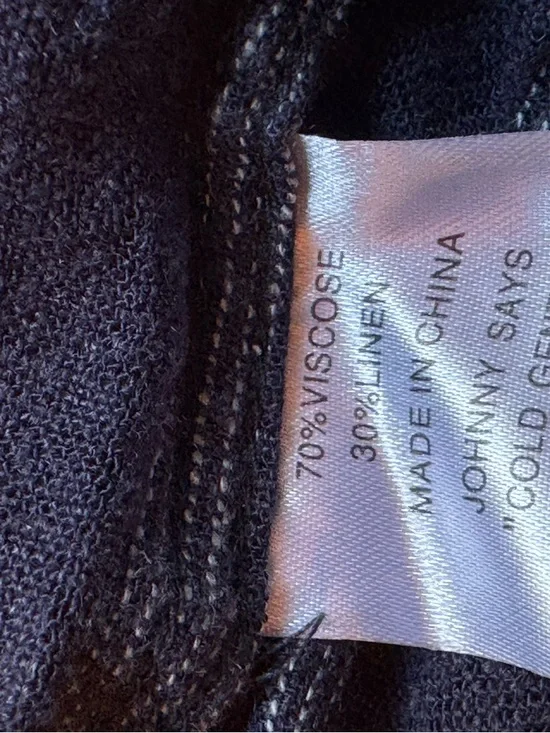 70%VISCOSE
30%LINEN
MADE IN CHINA
JOHNNY SAYS
"COLD